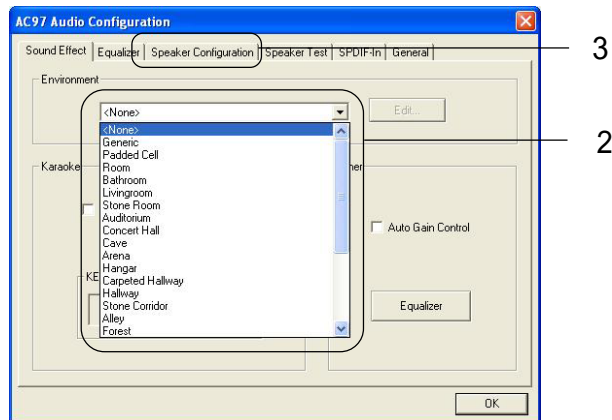 AC97 Audio Configuration
Sound Effect Equalizer Speaker Configuration Speaker Test SPDIF-In General
3
Environment
<None>
Edit...
2
<None>
Generic
Padded Cell
Room
Bathroom
Livingroom
Stone Room
Auditorium
Concert Hall
Cave
Arena
Hangar
Carpeted Hallway
Hallway
Stone Corridor
Alley
Forest
Karaoke
Auto Gain Control
KE
Equalizer
OK